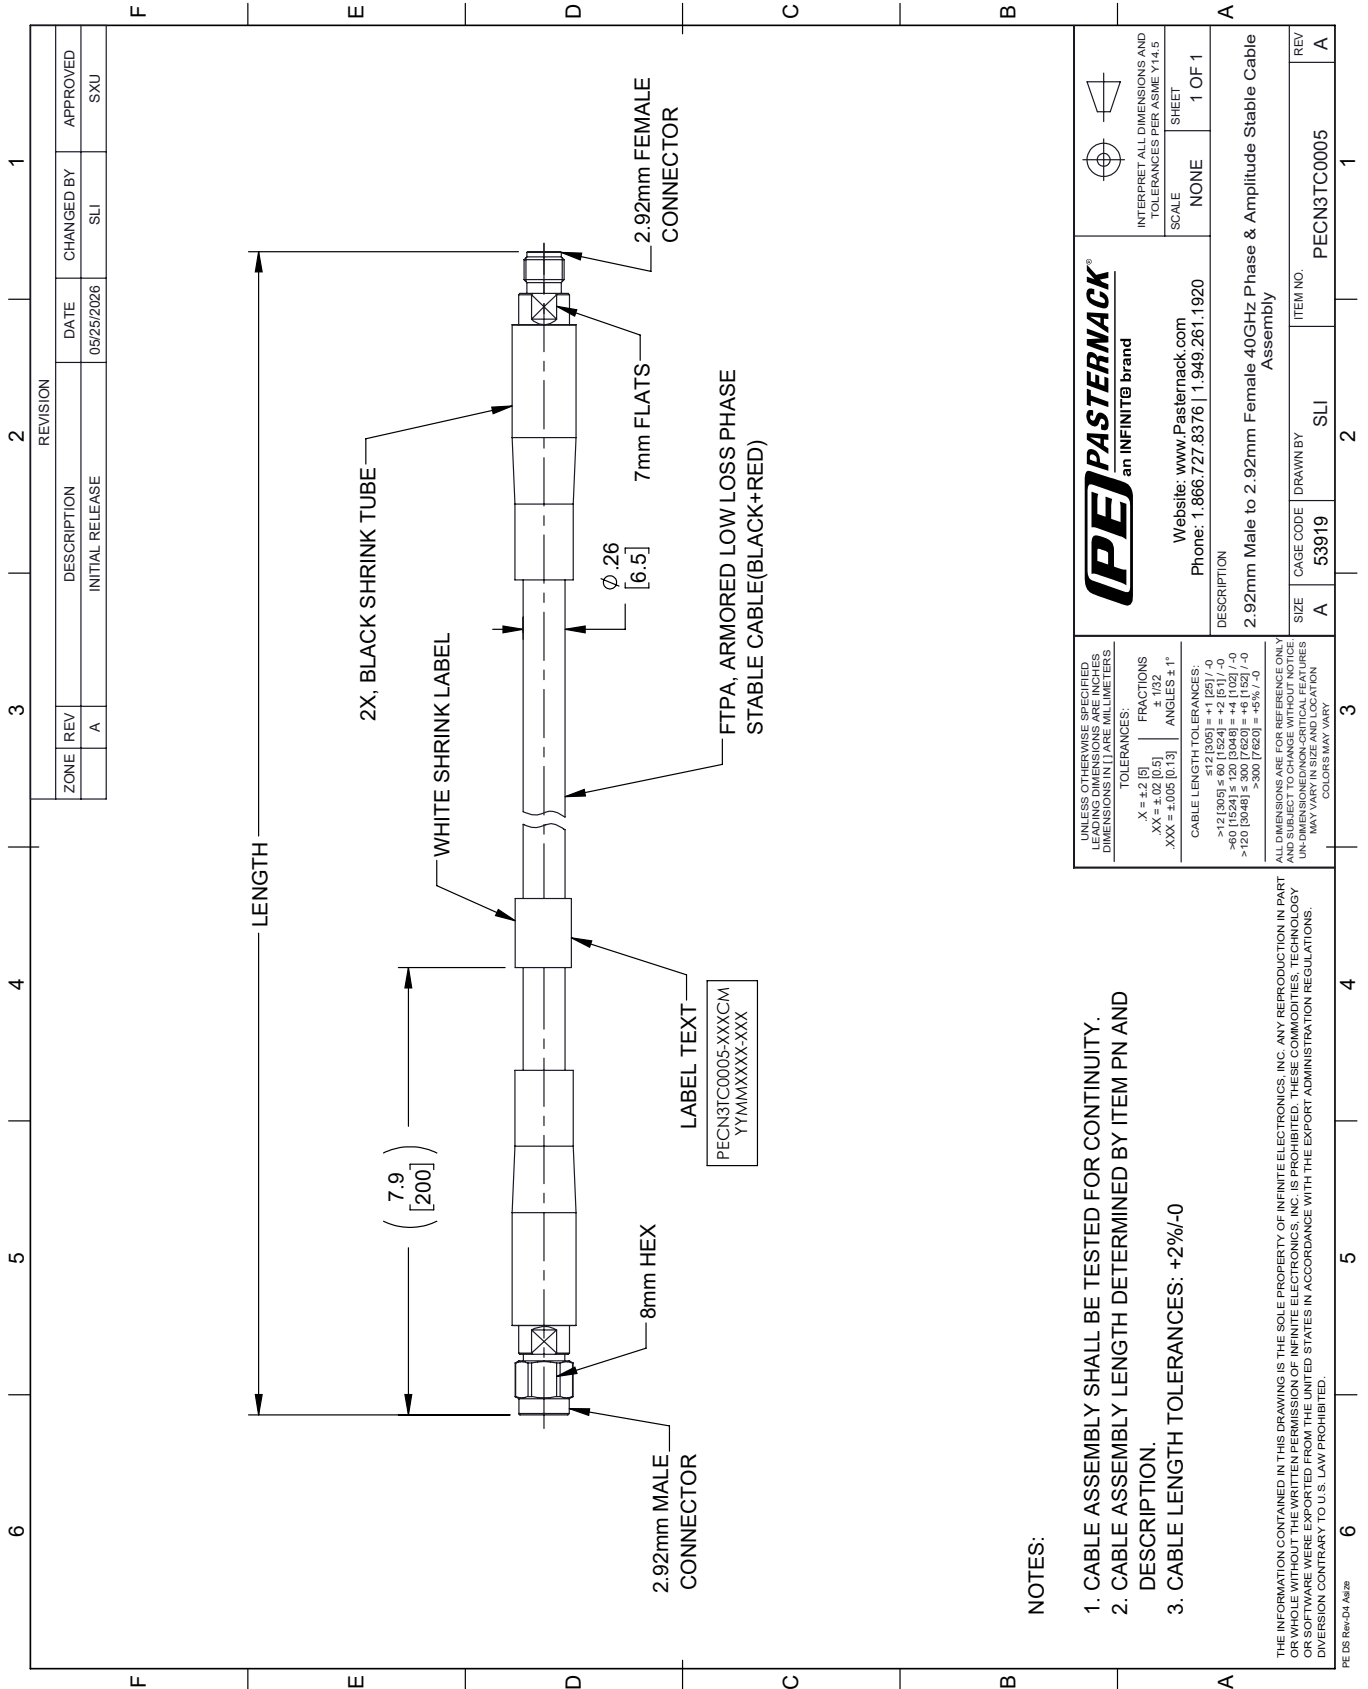 6
5
4
3
2
1
F
E
D
C
B
A
REVISION
ZONE REV DESCRIPTION DATE CHANGED BY APPROVED
A INITIAL RELEASE 05/25/2026 SLI SXU
LENGTH
( 7.9
[200] )
2X, BLACK SHRINK TUBE
WHITE SHRINK LABEL
Ø.26
[6.5]
2.92mm MALE
CONNECTOR
8mm HEX
LABEL TEXT
PECN3TC0005-XXXCM
YYMMXXXX-XXX
FTPA, ARMORED LOW LOSS PHASE
STABLE CABLE(BLACK+RED)
7mm FLATS
2.92mm FEMALE
CONNECTOR
NOTES:
1. CABLE ASSEMBLY SHALL BE TESTED FOR CONTINUITY.
2. CABLE ASSEMBLY LENGTH DETERMINED BY ITEM PN AND
DESCRIPTION.
3. CABLE LENGTH TOLERANCES: +2%/-0
THE INFORMATION CONTAINED IN THIS DRAWING IS THE SOLE PROPERTY OF INFINITE ELECTRONICS, INC. ANY REPRODUCTION IN PART
OR WHOLE WITHOUT THE WRITTEN PERMISSION OF INFINITE ELECTRONICS, INC. IS PROHIBITED. THESE COMMODITIES, TECHNOLOGY
OR SOFTWARE WERE EXPORTED FROM THE UNITED STATES IN ACCORDANCE WITH THE EXPORT ADMINISTRATION REGULATIONS.
DIVERSION CONTRARY TO U.S. LAW PROHIBITED.
UNLESS OTHERWISE SPECIFIED
LEADING DIMENSIONS ARE INCHES
DIMENSIONS IN [ ] ARE MILLIMETERS
TOLERANCES:
.X = ±.2 [5] FRACTIONS
.XX = ±.02 [0.5] ± 1/32
.XXX = ±.005 [0.13] ANGLES ± 1°
CABLE LENGTH TOLERANCES:
≤12 [305] = +1 [25] / -0
>12 [305] ≤ 60 [1524] = +2 [51] / -0
>60 [1524] ≤ 120 [3048] = +4 [102] / -0
>120 [3048] ≤ 300 [7620] = +6 [152] / -0
>300 [7620] = +5% / -0
ALL DIMENSIONS ARE FOR REFERENCE ONLY
AND SUBJECT TO CHANGE WITHOUT NOTICE.
UN-DIMENSIONED/NON-CRITICAL FEATURES
MAY VARY IN SIZE AND LOCATION
COLORS MAY VARY
PE PASTERNACK®
an INFINIT@ brand
Website: www.Pasternack.com
Phone: 1.866.727.8376 | 1.949.261.1920
INTERPRET ALL DIMENSIONS AND
TOLERANCES PER ASME Y14.5
SCALE SHEET
NONE 1 OF 1
DESCRIPTION
2.92mm Male to 2.92mm Female 40GHz Phase & Amplitude Stable Cable
Assembly
SIZE CAGE CODE DRAWN BY ITEM NO. REV
A 53919 SLI PECN3TC0005 A
F
E
D
C
B
A
6
5
4
3
2
1
PE DS Rev-D4 Asize